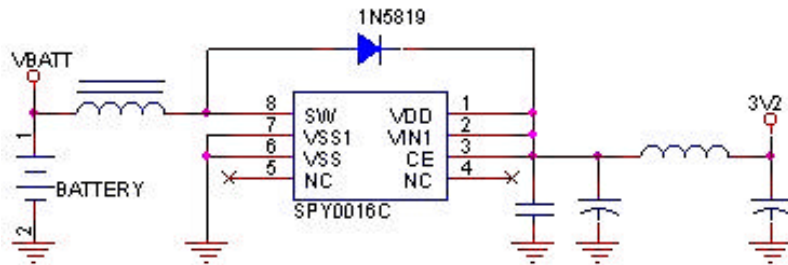 1N5819
VBATT
8 SW VDD 1
7 VSS1 VIN1 2
6 VSS CE 3
5 NC NC 4
3V2
1
BATTERY
2
SPY0016C